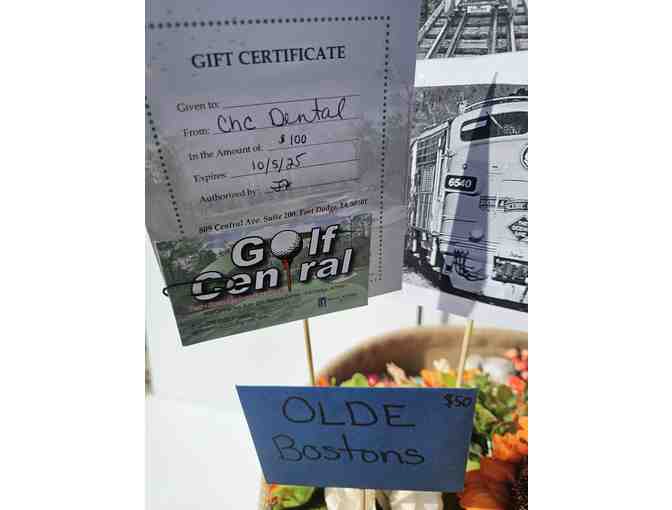 GIFT CERTIFICATE
Given to:
From: Chc Dental
In the Amount of: $ 100
Expires: 10/5/25
Authorized by:
809 Central Ave. Suite 200, Fort Dodge, IA 50501
Golf
Central
6540
$50
OLDE
Bostons